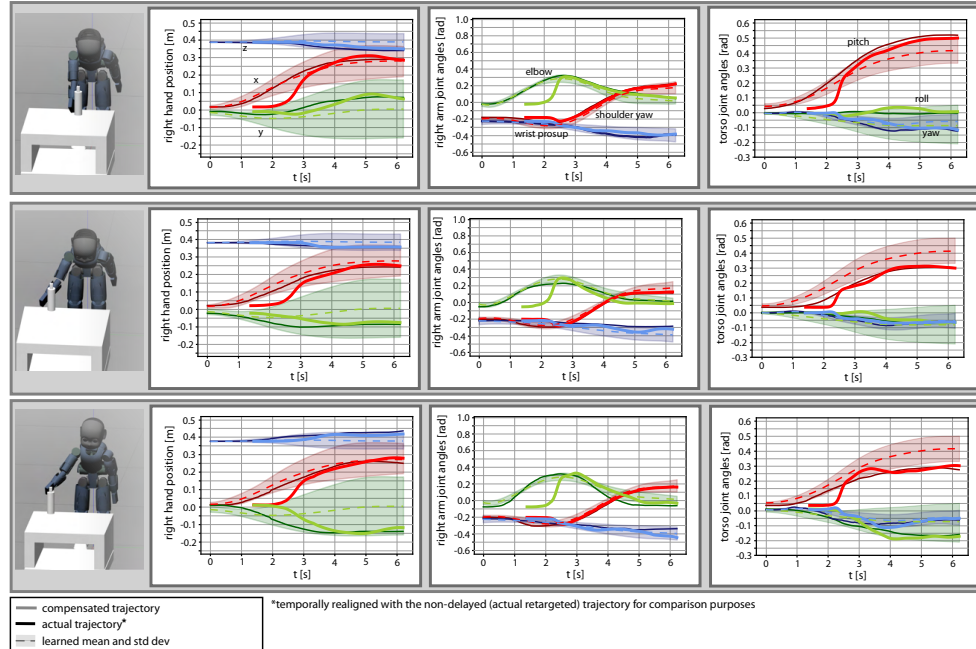 right hand position [m]
0.5
0.4
0.3
0.2
0.1
0.0
-0.1
-0.2
z
x
y
0 1 2 3 4 5 6
t [s]
right arm joint angles [rad]
1.0
0.8
0.6
0.4
0.2
0.0
-0.2
-0.4
-0.6
elbow
shoulder yaw
wrist prosup
0 1 2 3 4 5 6
t [s]
torso joint angles [rad]
0.5
0.4
0.3
0.2
0.1
0.0
-0.1
-0.2
-0.3
pitch
roll
yaw
0 1 2 3 4 5 6
t [s]
right hand position [m]
0.5
0.4
0.3
0.2
0.1
0.0
-0.1
-0.2
0 1 2 3 4 5 6
t [s]
right arm joint angles [rad]
1.0
0.8
0.6
0.4
0.2
0.0
-0.2
-0.4
-0.6
0 1 2 3 4 5 6
t [s]
torso joint angles [rad]
0.5
0.4
0.3
0.2
0.1
0.0
-0.1
-0.2
-0.3
0 1 2 3 4 5 6
t [s]
right hand position [m]
0.5
0.4
0.3
0.2
0.1
0.0
-0.1
-0.2
0 1 2 3 4 5 6
t [s]
right arm joint angles [rad]
1.0
0.8
0.6
0.4
0.2
0.0
-0.2
-0.4
-0.6
0 1 2 3 4 5 6
t [s]
torso joint angles [rad]
0.5
0.4
0.3
0.2
0.1
0.0
-0.1
-0.2
-0.3
0 1 2 3 4 5 6
t [s]
compensated trajectory
actual trajectory*
learned mean and std dev
*temporally realigned with the non-delayed (actual retargeted) trajectory for comparison purposes